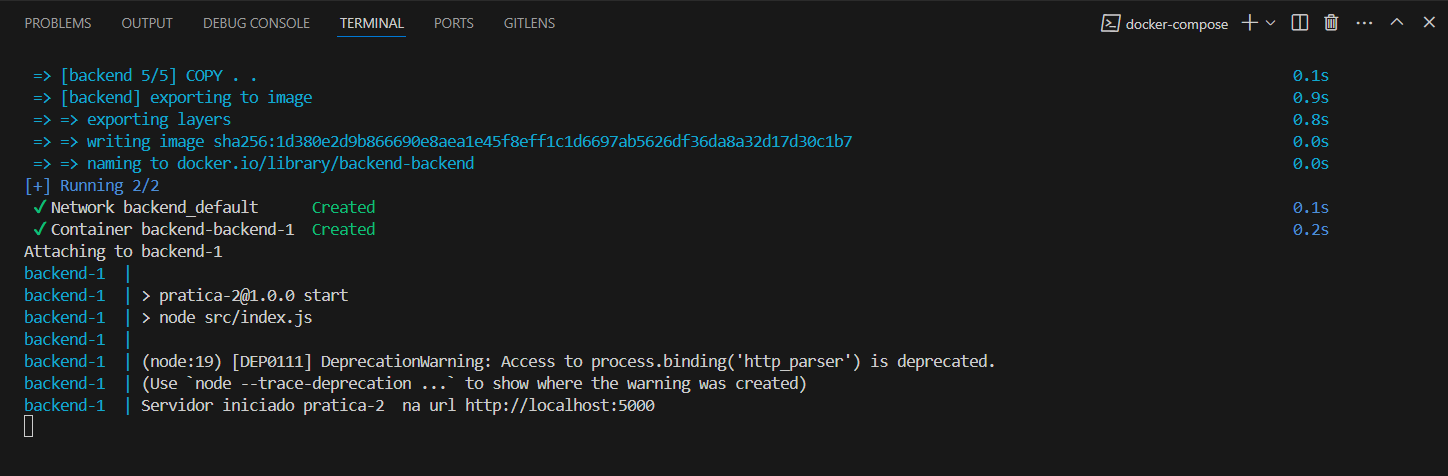 PROBLEMS OUTPUT DEBUG CONSOLE TERMINAL PORTS GITLENS docker-compose
=> [backend 5/5] COPY . . 0.1s
=> [backend] exporting to image 0.9s
=> => exporting layers 0.8s
=> => writing image sha256:1d380e2d9b866690e8aea1e45f8eff1c1d6697ab5626df36da8a32d17d30c1b7 0.0s
=> => naming to docker.io/library/backend-backend 0.0s
[+] Running 2/2
✓ Network backend_default Created 0.1s
✓ Container backend-backend-1 Created 0.2s
Attaching to backend-1
backend-1 |
backend-1 | > pratica-2@1.0.0 start
backend-1 | > node src/index.js
backend-1 |
backend-1 | (node:19) [DEP0111] DeprecationWarning: Access to process.binding('http_parser') is deprecated.
backend-1 | (Use `node --trace-deprecation ...` to show where the warning was created)
backend-1 | Servidor iniciado pratica-2  na url http://localhost:5000